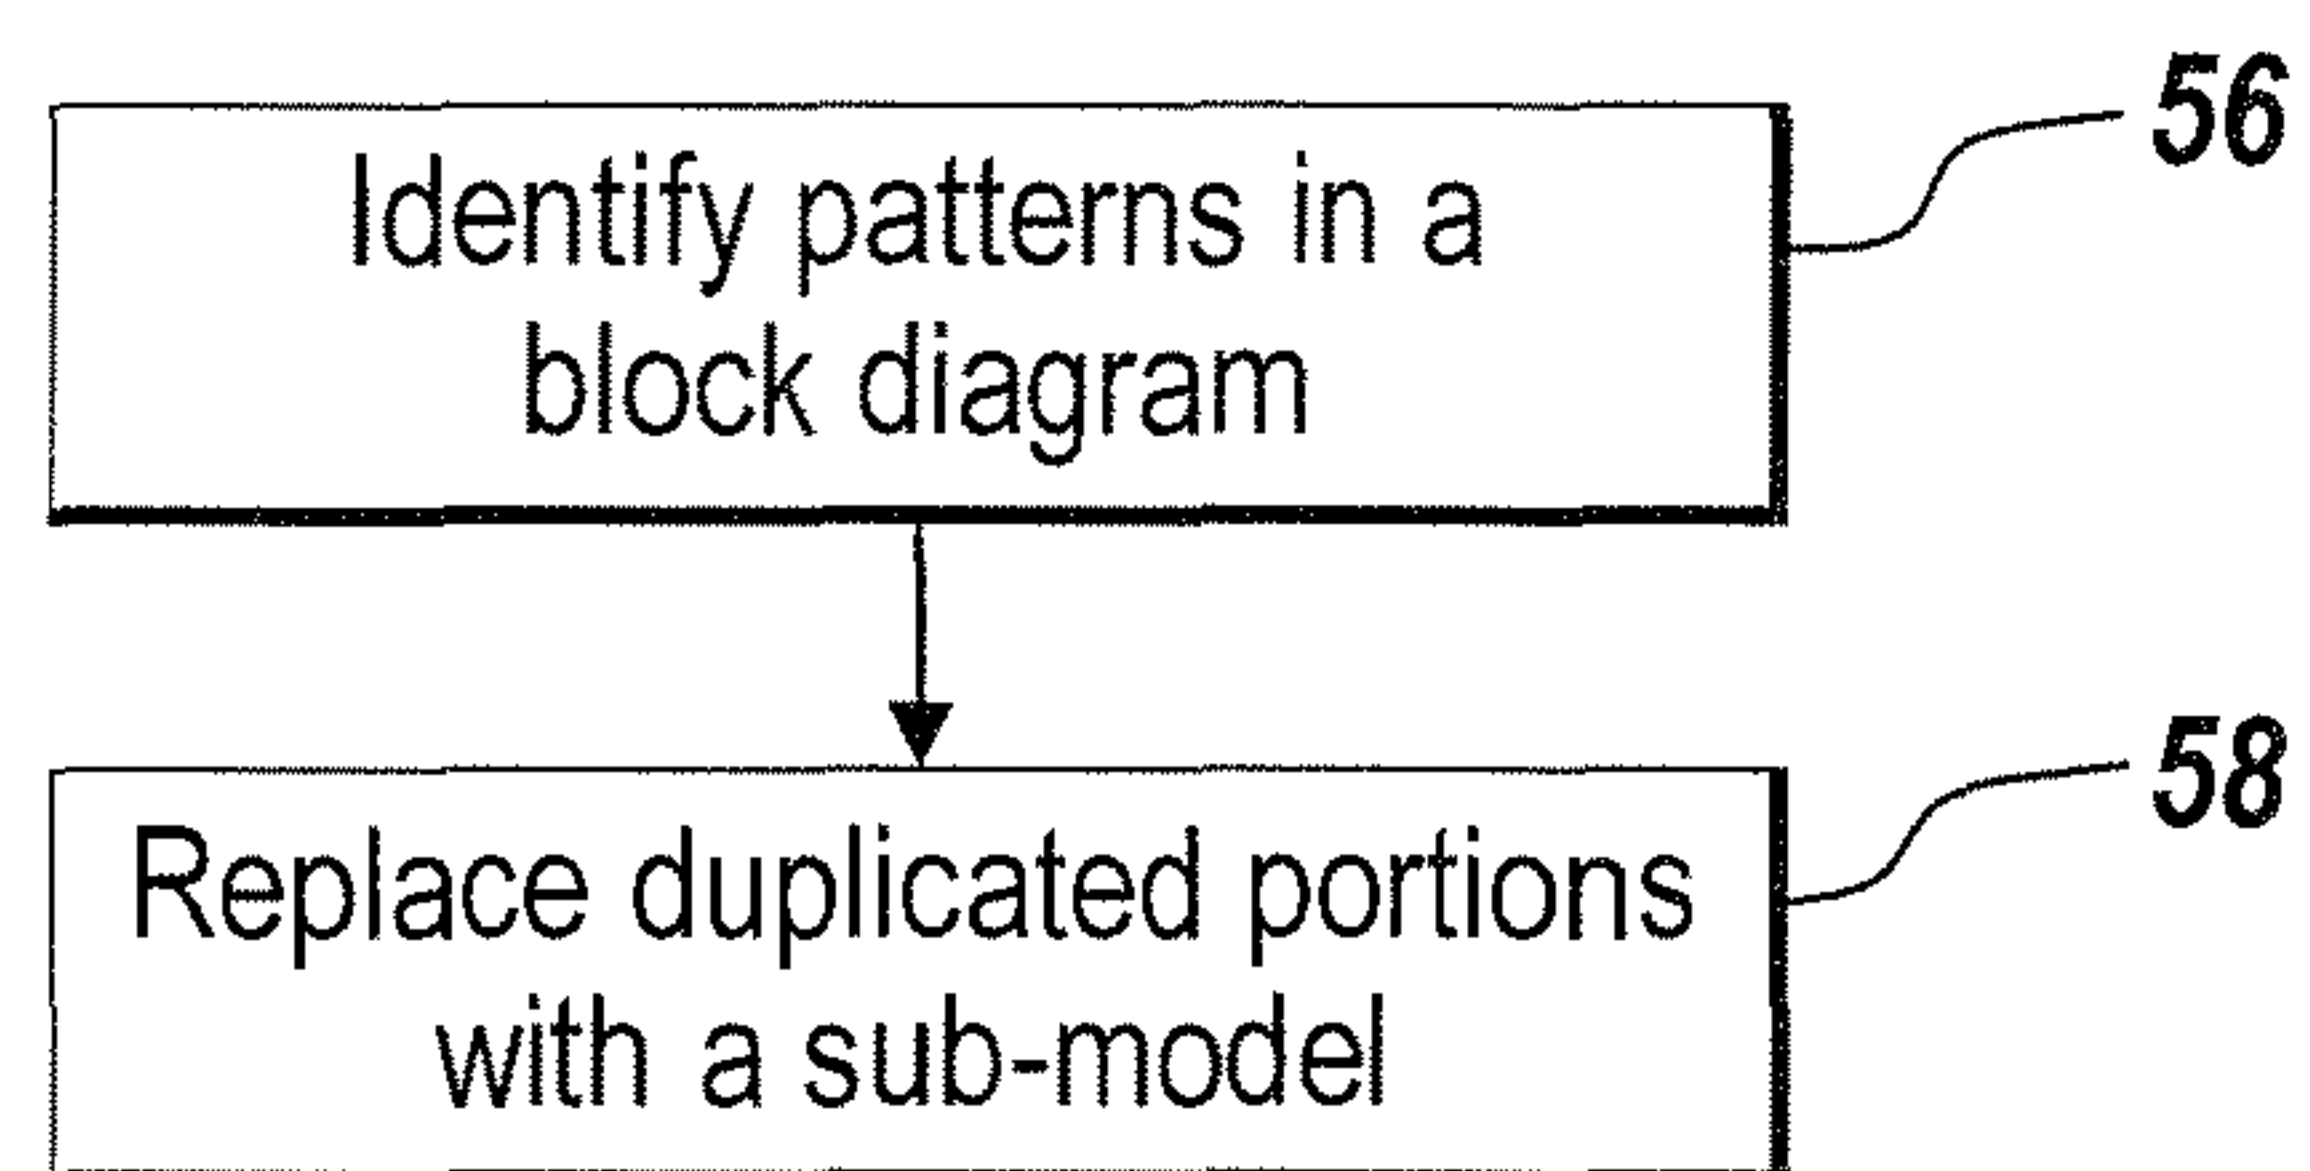 56
Identify patterns in a
block diagram
58
Replace duplicated portions
with a sub-model